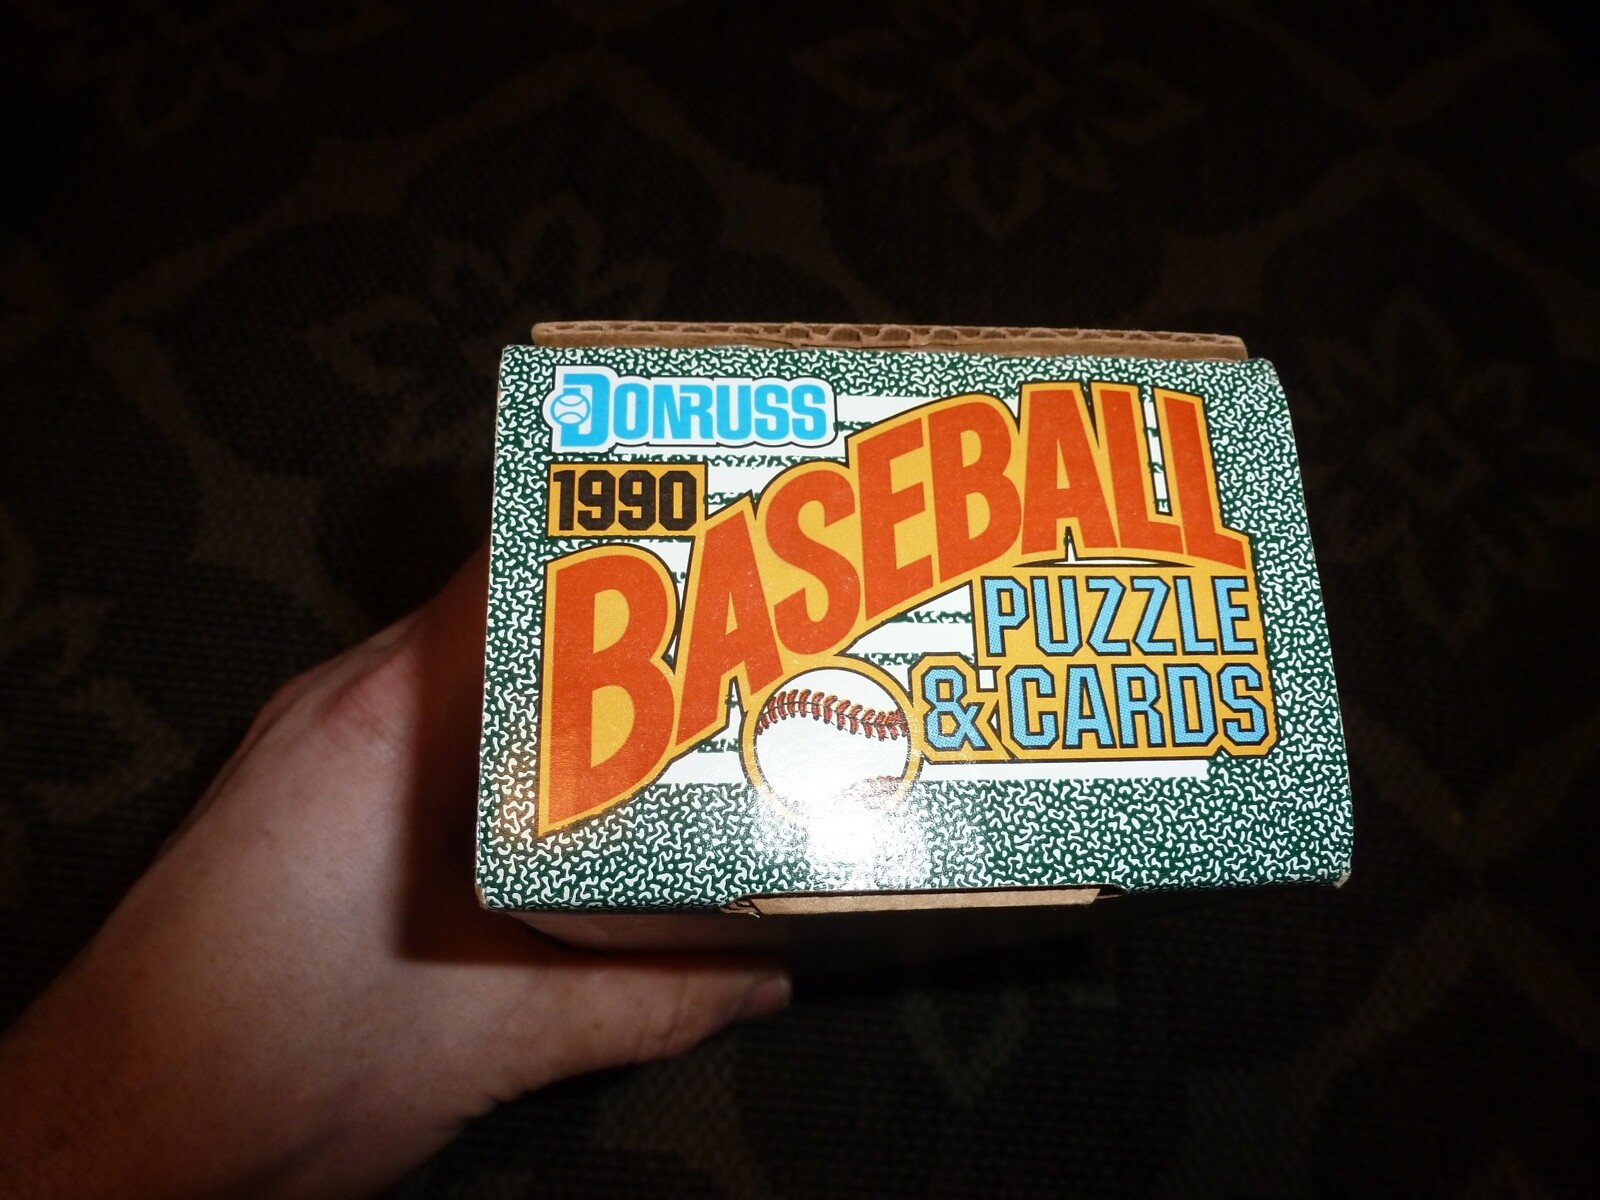 DONRUSS
1990
BASEBALL
PUZZLE
& CARDS